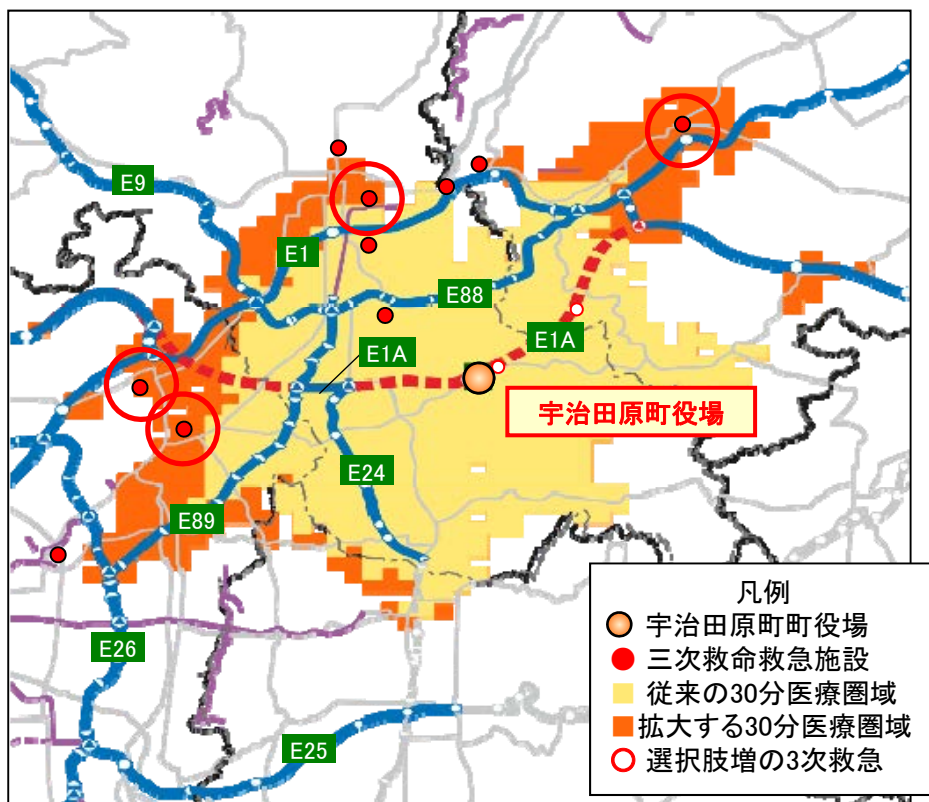 E9
E1
E88
E1A
E1A
宇治田原町役場
E24
E89
E26
E25
凡例
宇治田原町町役場
三次救命救急施設
従来の30分医療圏域
拡大する30分医療圏域
選択肢増の3次救急